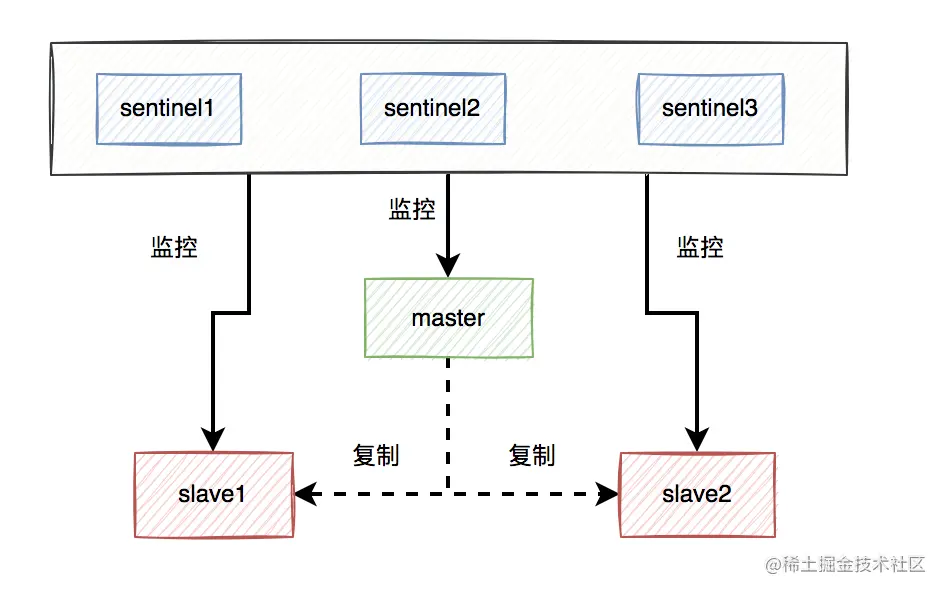 sentinel1
sentinel2
sentinel3
监控
监控
监控
master
复制
复制
slave1
slave2
@稀土掘金技术社区